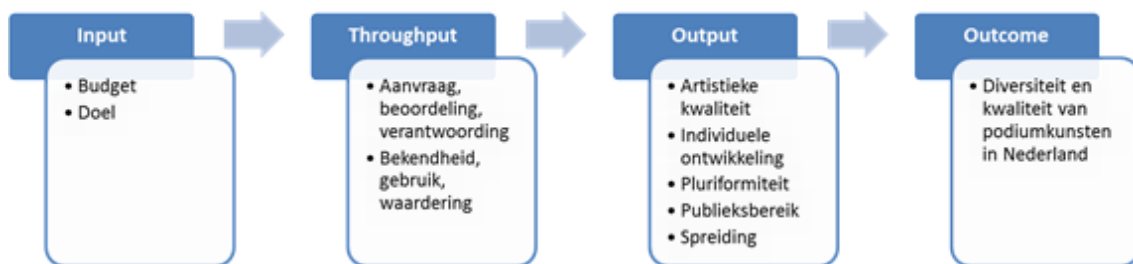 Input
• Budget
• Doel
Throughput
• Aanvraag,
beoordeling,
verantwoording
• Bekendheid,
gebruik,
waardering
Output
• Artistieke
kwaliteit
• Individuele
ontwikkeling
• Pluriformiteit
• Publieksbereik
• Spreiding
Outcome
• Diversiteit en
kwaliteit van
podiumkunsten
in Nederland